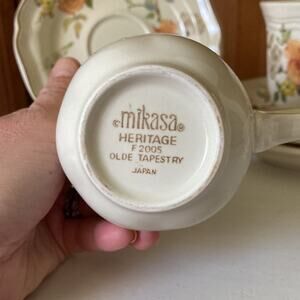 ©mikasa®
HERITAGE
F 2005
OLDE TAPESTRY
JAPAN